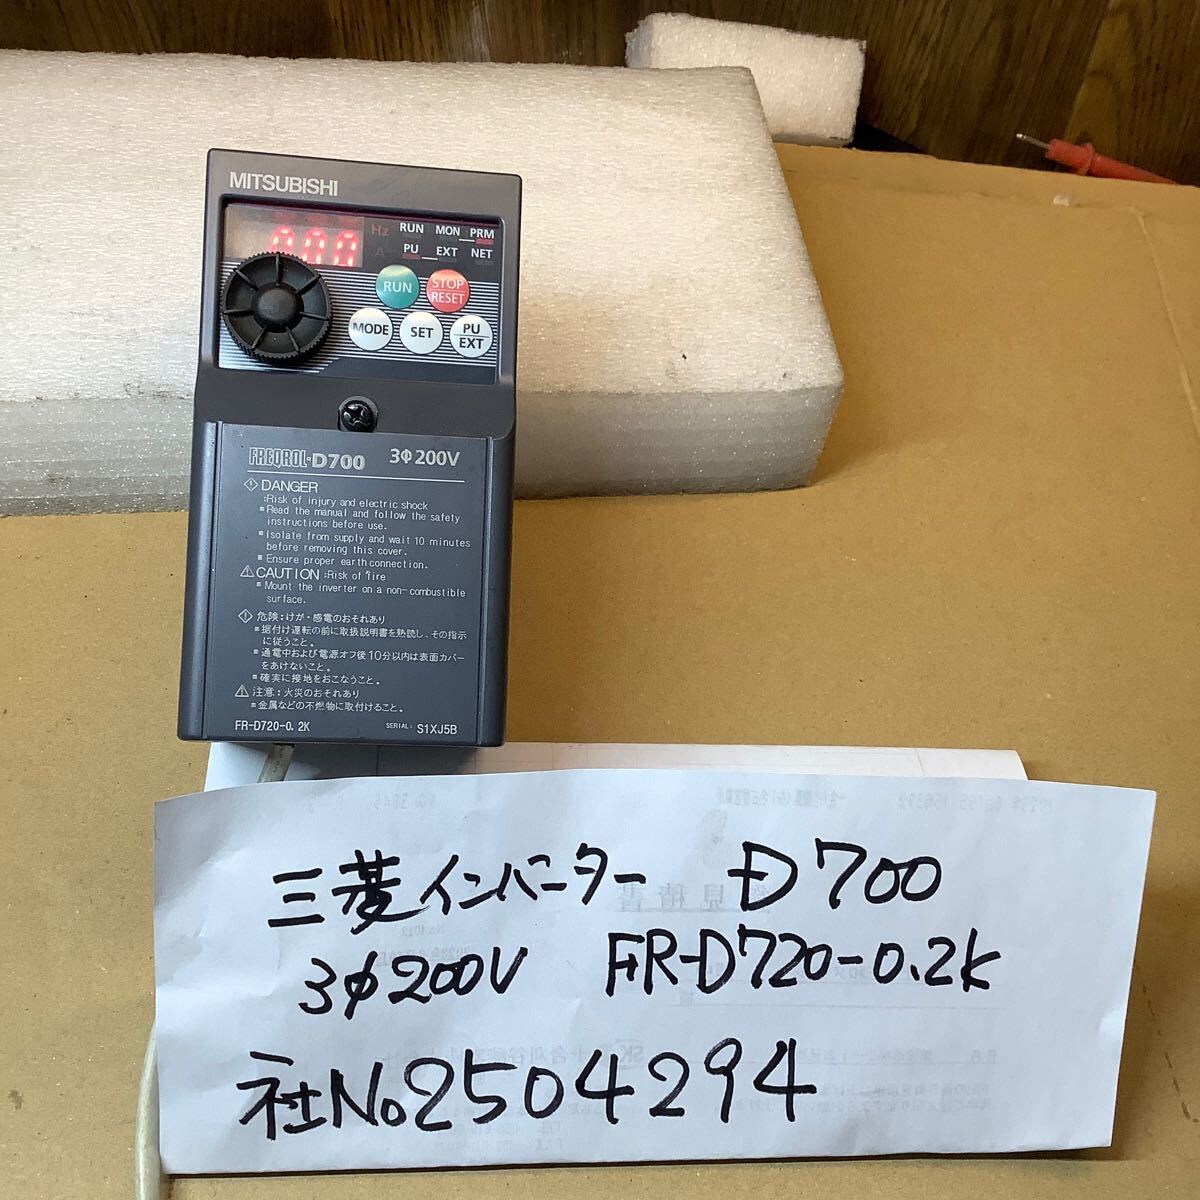 MITSUBISHI
Hz RUN MON PRM
A PU EXT NET
RUN STOP RESET
MODE SET PU EXT
FREQROL-D700 3Φ200V
DANGER
:Risk of injury and electric shock
Read the manual and follow the safety
instructions before use.
Isolate from supply and wait 10 minutes
before removing this cover.
Ensure proper earth connection.
CAUTION :Risk of fire
Mount the inverter on a non-combustible
surface.
危険:けが・感電のおそれあり
据付け運転の前に取扱説明書を熟読し、その指示
に従うこと。
通電中および電源オフ後10分以内は表面カバー
をあけないこと。
確実に接地をおこなうこと。
注意:火災のおそれあり
金属などの不燃物に取付けること。
FR-D720-0.2K SERIAL: S1XJ5B
三菱インバーター D700
3φ200V FR-D720-0.2K
社No2504294